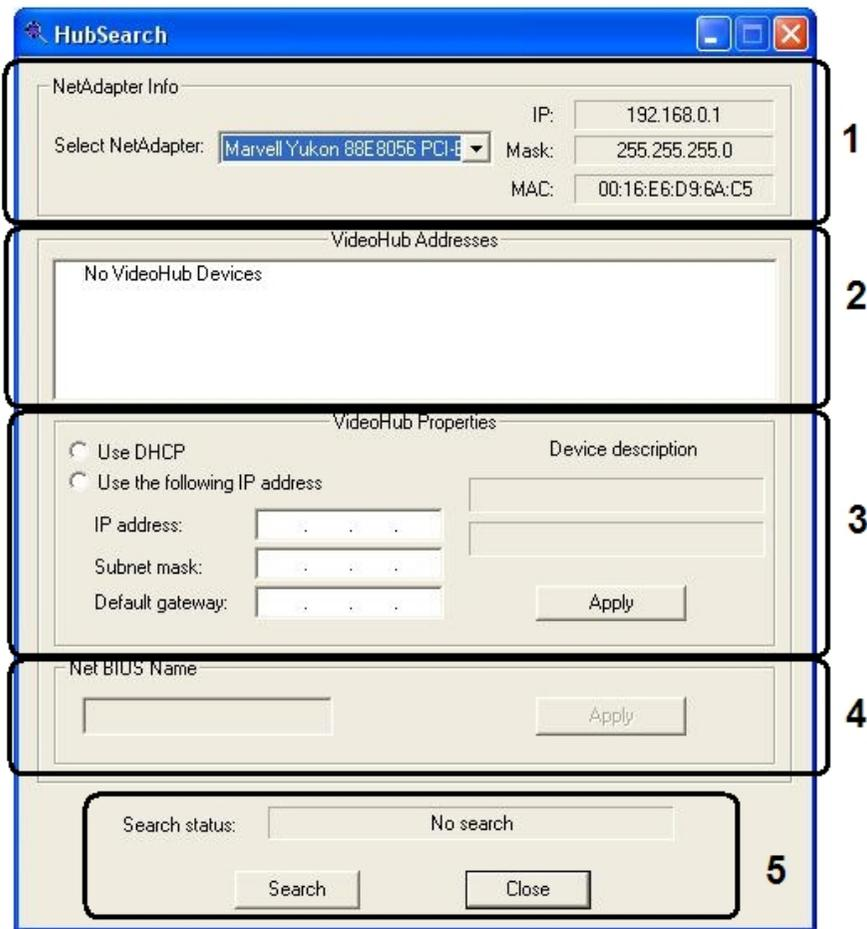 HubSearch
NetAdapter Info
1
IP: 192.168.0.1
Select NetAdapter: Marvell Yukon 88E8056 PCI-E
Mask: 255.255.255.0
MAC: 00:16:E6:D9:6A:C5
VideoHub Addresses
2
No VideoHub Devices
VideoHub Properties
3
Use DHCP
Device description
Use the following IP address
IP address: . . .
Subnet mask: . . .
Default gateway: . . .
Apply
Net BIOS Name
4
Apply
Search status: No search
5
Search Close